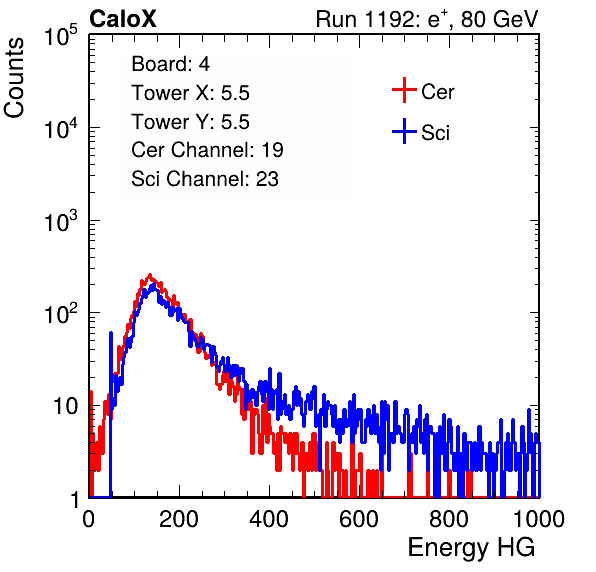 CaloX Run 1192: e⁺, 80 GeV
Counts
Board: 4
Tower X: 5.5
Tower Y: 5.5
Cer Channel: 19
Sci Channel: 23
Cer
Sci
10⁵
10⁴
10³
10²
10
1
0 200 400 600 800 1000
Energy HG